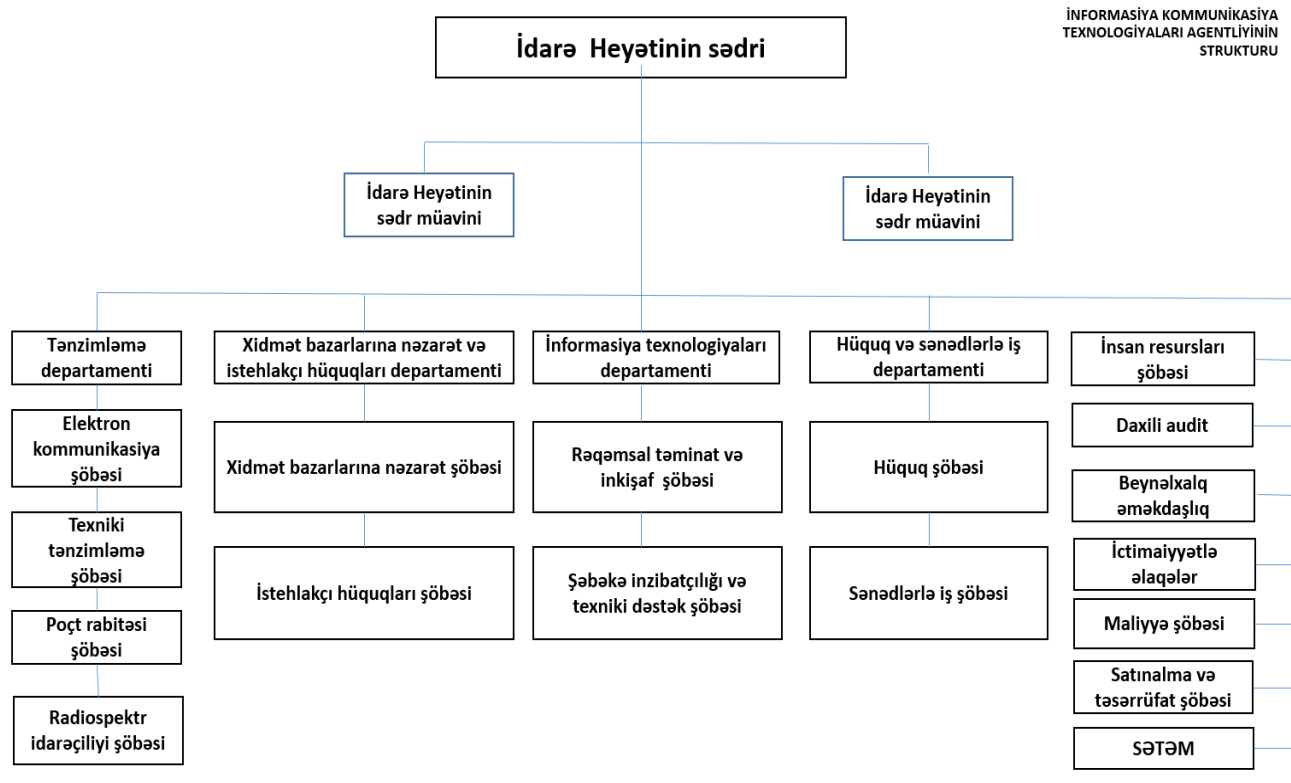 İNFORMASİYA KOMMUNİKASİYA
TEXNOLOGİYALARI AGENTLİYİNİN
STRUKTURU
İdarə Heyətinin sədri
İdarə Heyətinin
sədr müavini
İdarə Heyətinin
sədr müavini
Tənzimləmə
departamenti
Elektron
kommunikasiya
şöbəsi
Texniki
tənzimləmə
şöbəsi
Poçt rabitəsi
şöbəsi
Radiospektr
idarəçiliyi şöbəsi
Xidmət bazarlarına nəzarət və
istehlakçı hüquqları departamenti
Xidmət bazarlarına nəzarət şöbəsi
İstehlakçı hüquqları şöbəsi
İnformasiya texnologiyaları
departamenti
Rəqəmsal təminat və
inkişaf şöbəsi
Şəbəkə inzibatçılığı və
texniki dəstək şöbəsi
Hüquq və sənədlərlə iş
departamenti
Hüquq şöbəsi
Sənədlərlə iş şöbəsi
İnsan resursları
şöbəsi
Daxili audit
Beynəlxalq
əməkdaşlıq
İctimaiyyətlə
əlaqələr
Maliyyə şöbəsi
Satınalma və
təsərrüfat şöbəsi
SƏTƏM